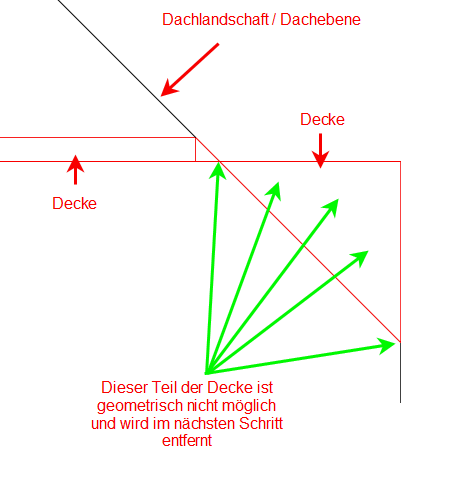 Dachlandschaft / Dachebene
Decke
Decke
Dieser Teil der Decke ist
geometrisch nicht möglich
und wird im nächsten Schritt
entfernt